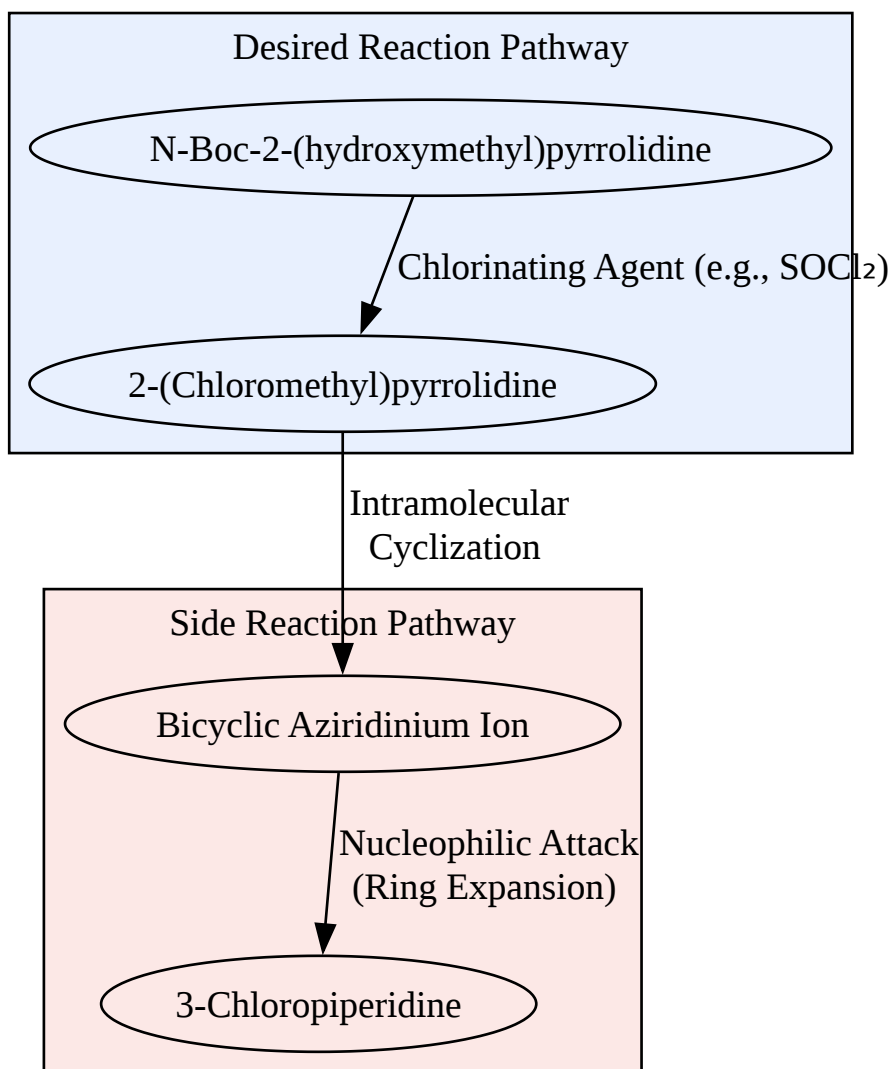 Desired Reaction Pathway
N-Boc-2-(hydroxymethyl)pyrrolidine
Chlorinating Agent (e.g., SOCl₂)
2-(Chloromethyl)pyrrolidine
Intramolecular
Cyclization
Side Reaction Pathway
Bicyclic Aziridinium Ion
Nucleophilic Attack
(Ring Expansion)
3-Chloropiperidine